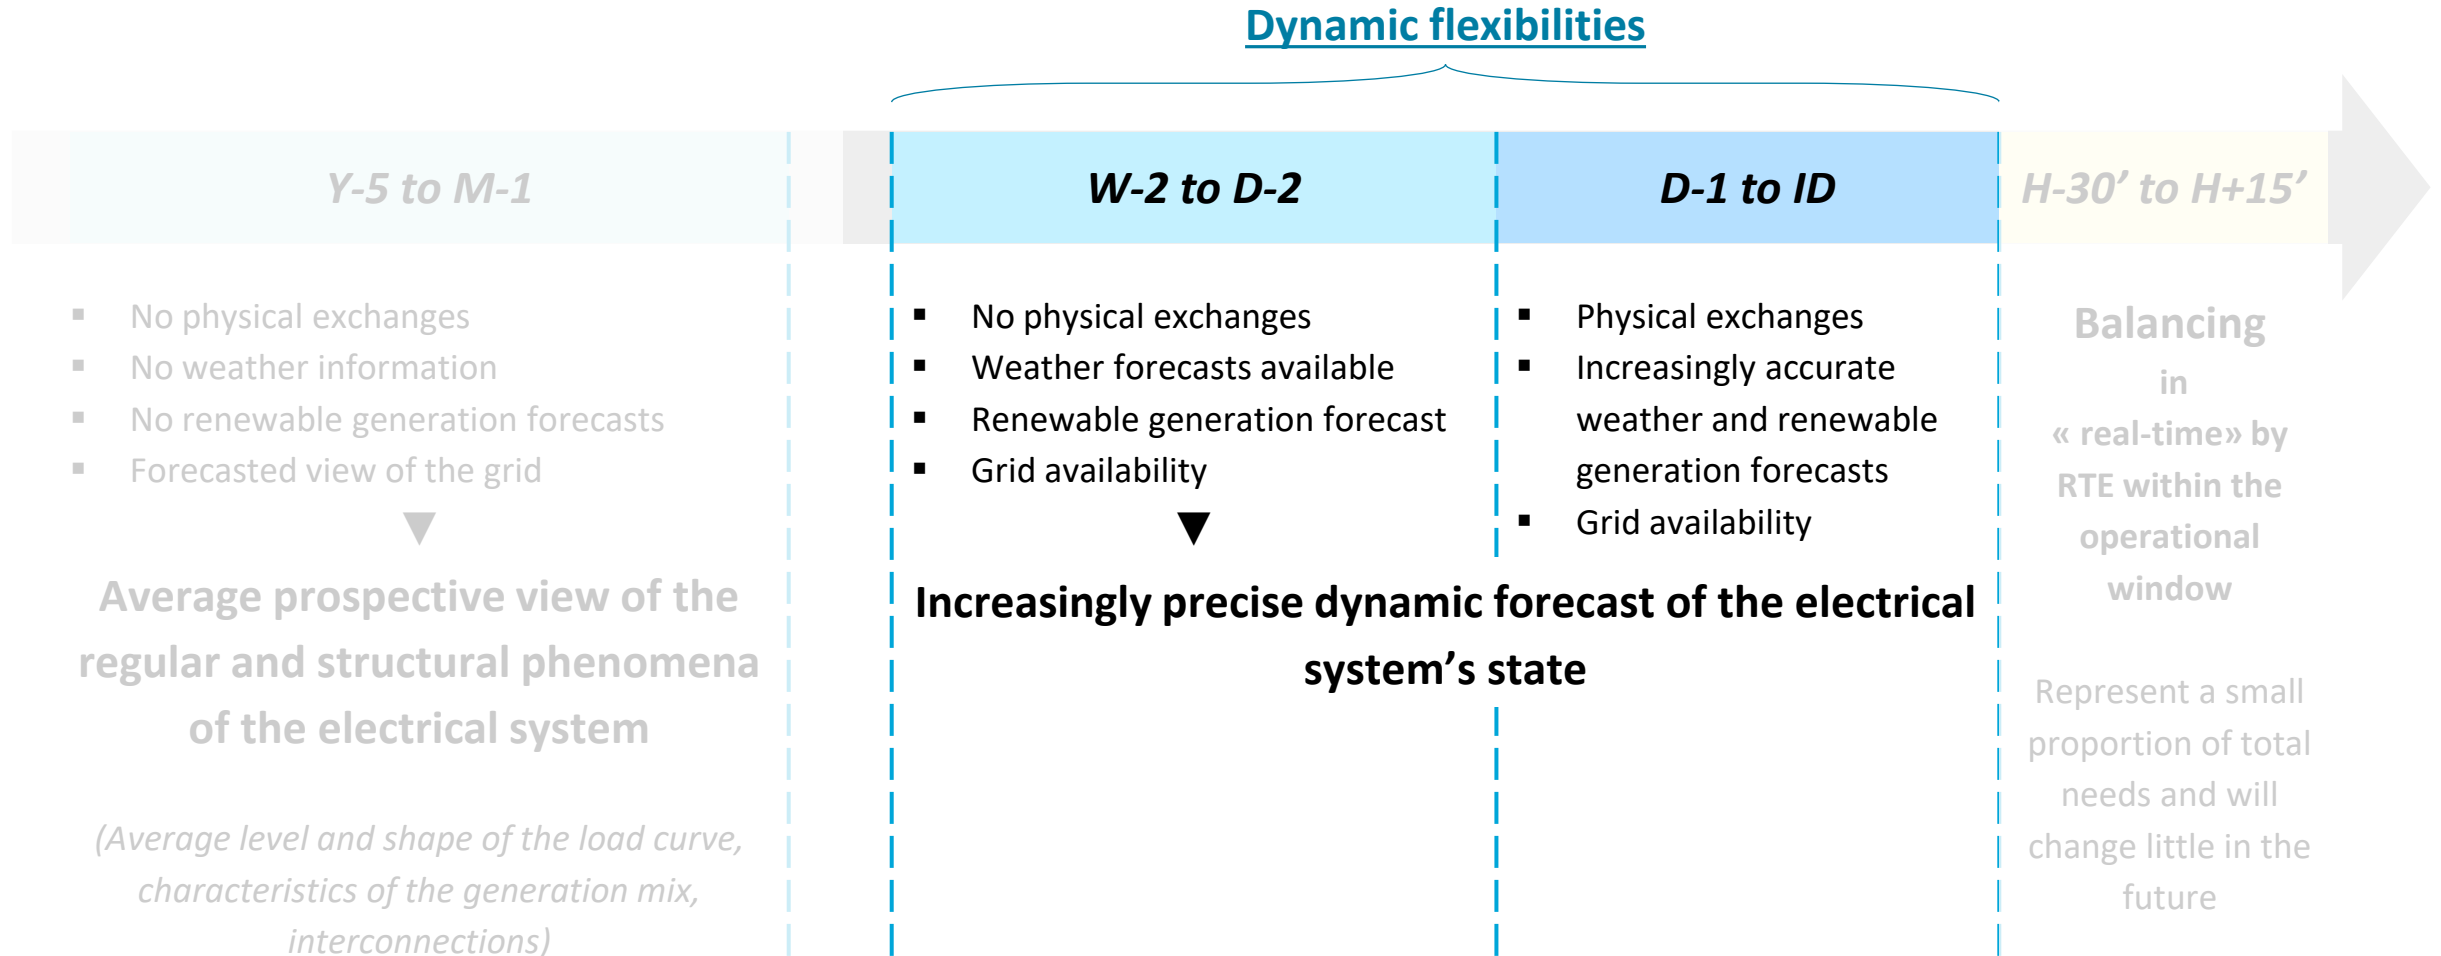 Dynamic flexibilities
Y-5 to M-1
W-2 to D-2
D-1 to ID
H-30’ to H+15’
▪ No physical exchanges
▪ No weather information
▪ No renewable generation forecasts
▪ Forecasted view of the grid
▼
Average prospective view of the
regular and structural phenomena
of the electrical system
(Average level and shape of the load curve,
characteristics of the generation mix,
interconnections)
▪ No physical exchanges
▪ Weather forecasts available
▪ Renewable generation forecast
▪ Grid availability
▼
▪ Physical exchanges
▪ Increasingly accurate
weather and renewable
generation forecasts
▪ Grid availability
Increasingly precise dynamic forecast of the electrical
system’s state
Balancing
in
« real-time» by
RTE within the
operational
window
Represent a small
proportion of total
needs and will
change little in the
future